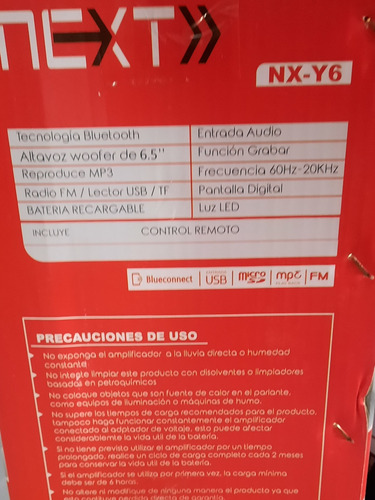 NEXT
NX-Y6
Tecnologia Bluetooth
Entrada Audio
Altavoz woofer de 6.5''
Función Grabar
Reproduce MP3
Frecuencia 60Hz-20KHz
Radio FM / Lector USB / TF
Pantalla Digital
BATERIA RECARGABLE
Luz LED
INCLUYE CONTROL REMOTO
Blueconnect USB micro SD mp3 FM
PRECAUCIONES DE USO
No exponga el amplificador a la lluvia directa o humedad
constante
No intente limpiar este producto con disolventes o limpiadores
basados en petroquímicos
No coloque objetos que son fuente de calor en el parlante,
como equipos de iluminación o máquinas de humo.
No supere los tiempos de carga recomendados para el producto,
tampoco haga funcionar constantemente el amplificador
conectado al adaptador de voltaje, esto puede afectar
considerablemente la vida util de la batería.
Si no tiene previsto utilizar el amplificador por un tiempo
prolongado, realice un ciclo de carga completo cada 2 meses
para conservar la vida util de la batería.
Si el amplificador se utiliza por primera vez, la carga mínima
debe ser de 6 horas.
No altere ni modifique de ninguna manera el producto ya que